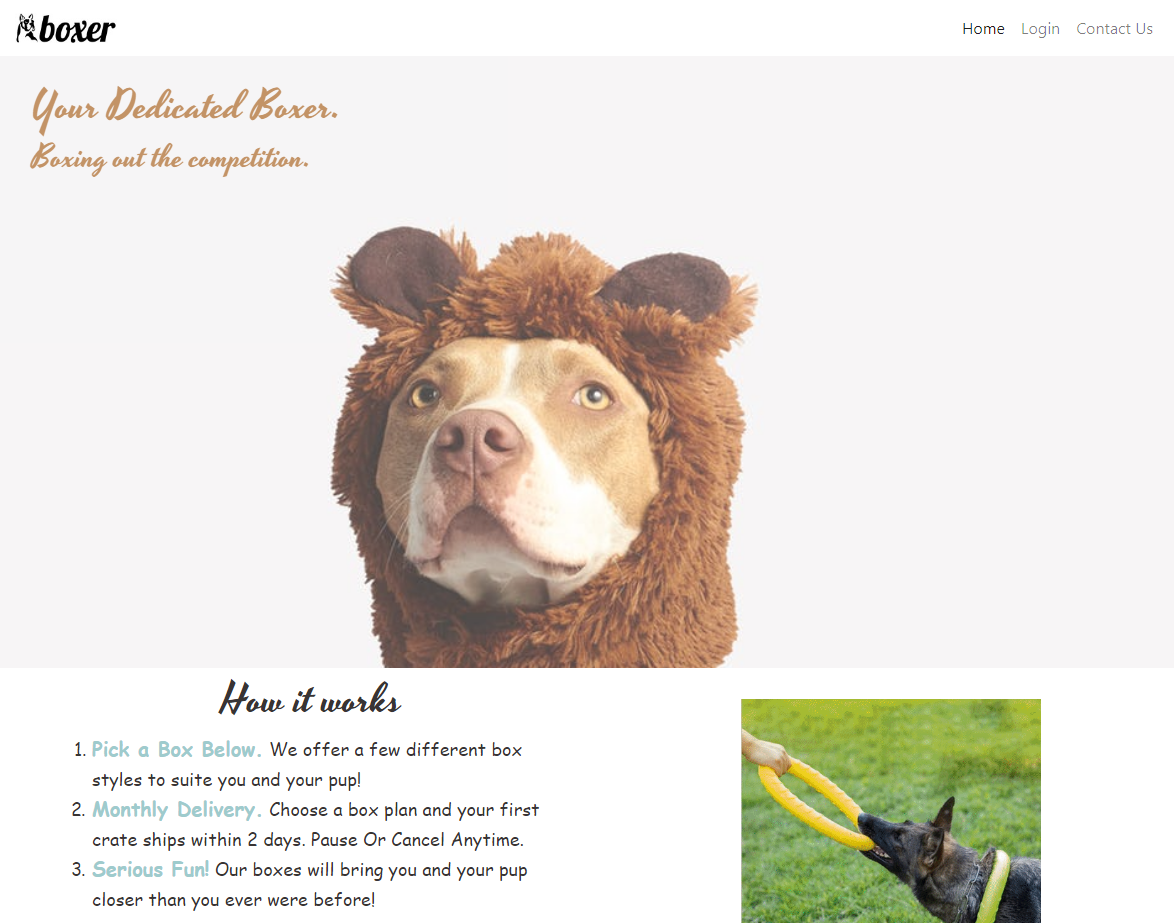 boxer
Home Login Contact Us
Your Dedicated Boxer.
Boxing out the competition.
How it works
1. Pick a Box Below. We offer a few different box
styles to suite you and your pup!
2. Monthly Delivery. Choose a box plan and your first
crate ships within 2 days. Pause Or Cancel Anytime.
3. Serious Fun! Our boxes will bring you and your pup
closer than you ever were before!